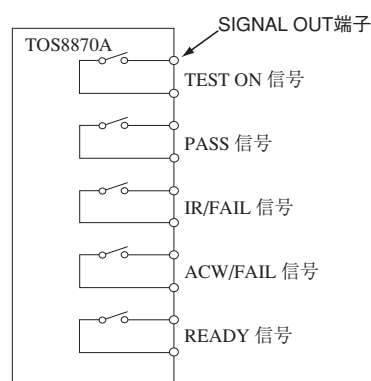 SIGNAL OUT端子
TOS8870A
TEST ON 信号
PASS 信号
IR/FAIL 信号
ACW/FAIL 信号
READY 信号